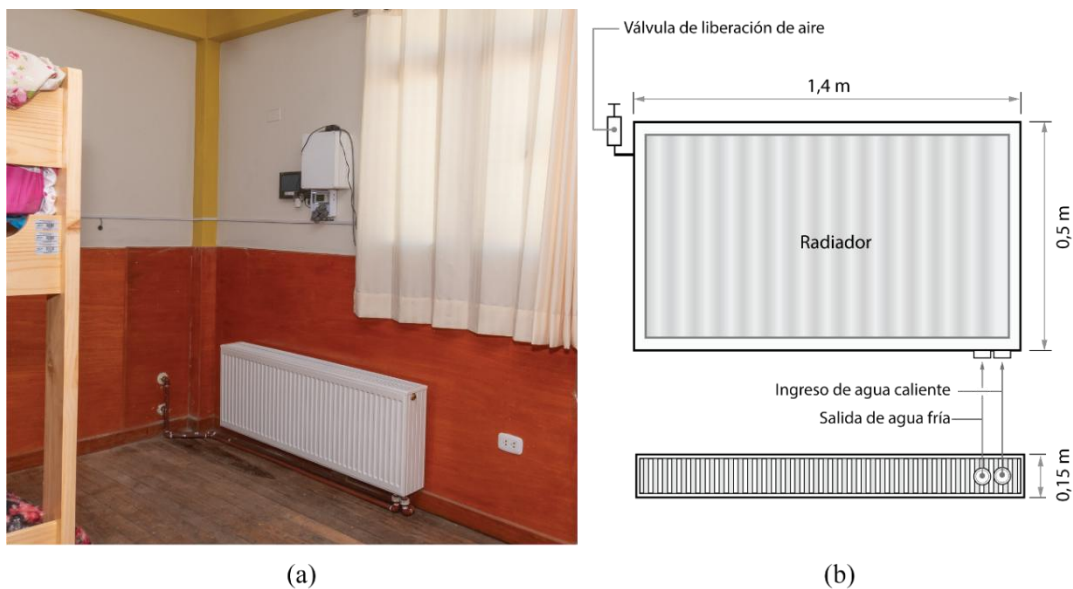 Válvula de liberación de aire
1,4 m
Radiador
0,5 m
Ingreso de agua caliente
Salida de agua fría
0,15 m
(a)
(b)